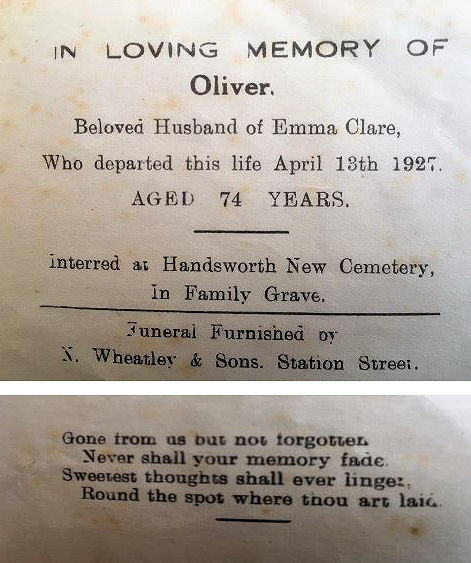 IN LOVING MEMORY OF
Oliver.
Beloved Husband of Emma Clare,
Who departed this life April 13th 1927.
AGED 74 YEARS.
Interred at Handsworth New Cemetery,
In Family Grave.
Funeral Furnished by
N. Wheatley & Sons. Station Street.
Gone from us but not forgotten
Never shall your memory fade.
Sweetest thoughts shall ever linger,
Round the spot where thou art laid.